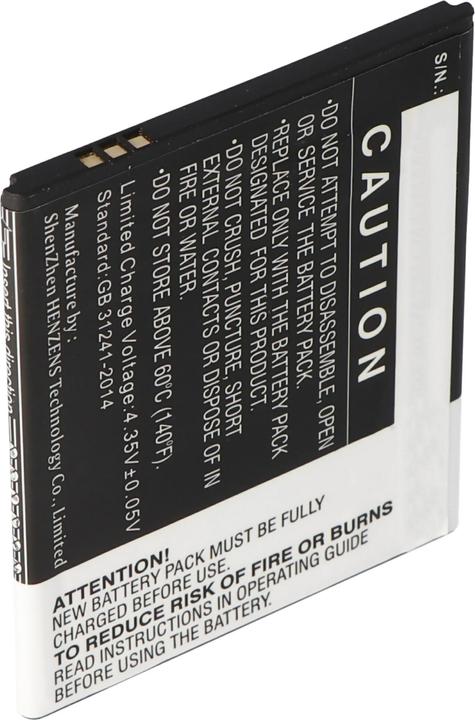 S/N.:
CAUTION
•DO NOT ATTEMPT TO DISASSEMBLE, OPEN
OR SERVICE THE BATTERY PACK.
•REPLACE ONLY WITH THE BATTERY PACK
DESIGNATED FOR THIS PRODUCT.
•DO NOT CRUSH, PUNCTURE, SHORT
EXTERNAL CONTACTS OR DISPOSE OF IN
FIRE OR WATER.
•DO NOT STORE ABOVE 60°C (140°F).
Limited Charge Voltage: 4.35V±0.05V
Standard: GB 31241-2014
Manufacture by :
ShenZhen HENZENS Technology Co., Limited
ATTENTION!
NEW BATTERY PACK MUST BE FULLY
CHARGED BEFORE USE.
TO REDUCE RISK OF FIRE OR BURNS
READ INSTRUCTIONS IN OPERATING GUIDE
BEFORE USING THE BATTERY.
this direction